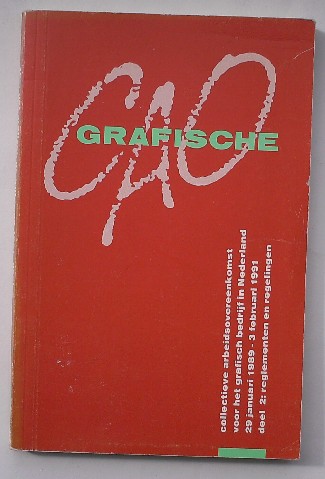 CAO
GRAFISCHE
collectieve arbeidsovereenkomst
voor het grafisch bedrijf in Nederland
29 januari 1989 - 3 februari 1991
deel 2: reglementen en regelingen